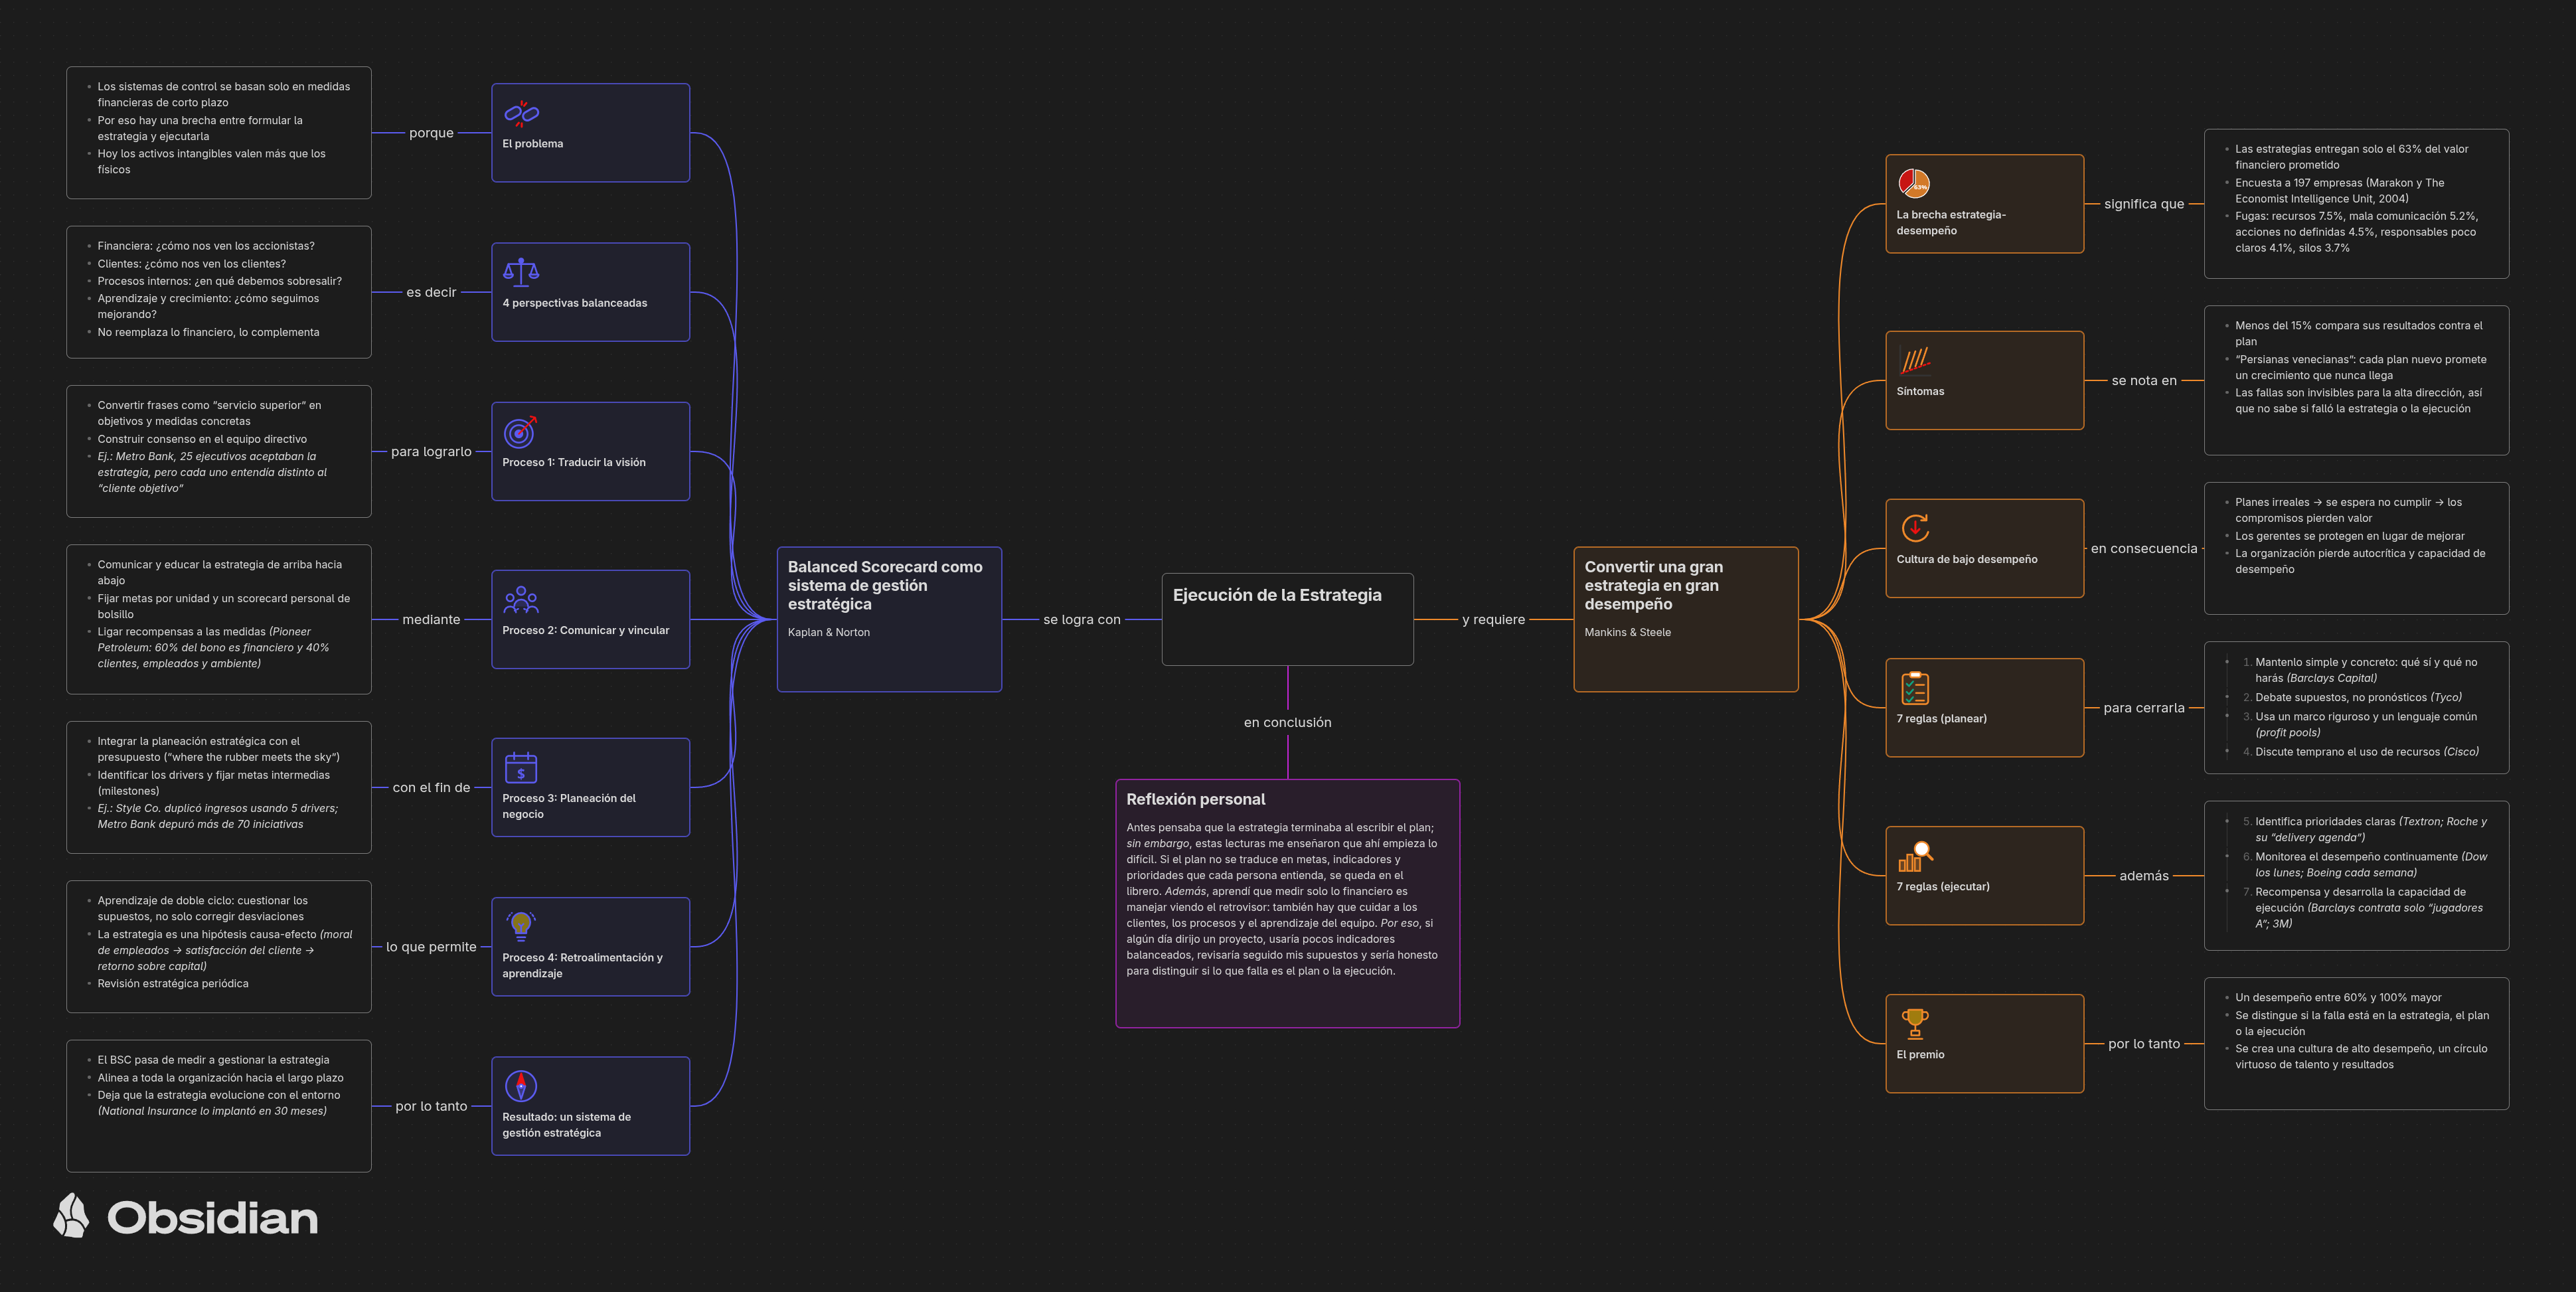 Los sistemas de control se basan solo en medidas
financieras de corto plazo
Por eso hay una brecha entre formular la
estrategia y ejecutarla
Hoy los activos intangibles valen más que los
físicos
porque
El problema
Financiera: ¿cómo nos ven los accionistas?
Clientes: ¿cómo nos ven los clientes?
Procesos internos: ¿en qué debemos sobresalir?
Aprendizaje y crecimiento: ¿cómo seguimos
mejorando?
No reemplaza lo financiero, lo complementa
es decir
4 perspectivas balanceadas
Convertir frases como “servicio superior” en
objetivos y medidas concretas
Construir consenso en el equipo directivo
Ej.: Metro Bank, 25 ejecutivos aceptaban la
estrategia, pero cada uno entendía distinto al
“cliente objetivo”
para lograrlo
Proceso 1: Traducir la visión
Comunicar y educar la estrategia de arriba hacia
abajo
Fijar metas por unidad y un scorecard personal de
bolsillo
Ligar recompensas a las medidas (Pioneer
Petroleum: 60% del bono es financiero y 40%
clientes, empleados y ambiente)
mediante
Proceso 2: Comunicar y vincular
Integrar la planeación estratégica con el
presupuesto (“where the rubber meets the sky”)
Identificar los drivers y fijar metas intermedias
(milestones)
Ej.: Style Co. duplicó ingresos usando 5 drivers;
Metro Bank depuró más de 70 iniciativas
con el fin de
$
Proceso 3: Planeación del
negocio
Aprendizaje de doble ciclo: cuestionar los
supuestos, no solo corregir desviaciones
La estrategia es una hipótesis causa-efecto (moral
de empleados → satisfacción del cliente →
retorno sobre capital)
Revisión estratégica periódica
lo que permite
Proceso 4: Retroalimentación y
aprendizaje
El BSC pasa de medir a gestionar la estrategia
Alinea a toda la organización hacia el largo plazo
Deja que la estrategia evolucione con el entorno
(National Insurance lo implantó en 30 meses)
por lo tanto
Resultado: un sistema de
gestión estratégica
Balanced Scorecard como
sistema de gestión
estratégica
Kaplan & Norton
se logra con
Ejecución de la Estrategia
y requiere
Convertir una gran
estrategia en gran
desempeño
Mankins & Steele
en conclusión
Reflexión personal
Antes pensaba que la estrategia terminaba al escribir el plan;
sin embargo, estas lecturas me enseñaron que ahí empieza lo
difícil. Si el plan no se traduce en metas, indicadores y
prioridades que cada persona entienda, se queda en el
librero. Además, aprendí que medir solo lo financiero es
manejar viendo el retrovisor: también hay que cuidar a los
clientes, los procesos y el aprendizaje del equipo. Por eso, si
algún día dirijo un proyecto, usaría pocos indicadores
balanceados, revisaría seguido mis supuestos y sería honesto
para distinguir si lo que falla es el plan o la ejecución.
63%
La brecha estrategia-
desempeño
significa que
Las estrategias entregan solo el 63% del valor
financiero prometido
Encuesta a 197 empresas (Marakon y The
Economist Intelligence Unit, 2004)
Fugas: recursos 7.5%, mala comunicación 5.2%,
acciones no definidas 4.5%, responsables poco
claros 4.1%, silos 3.7%
Síntomas
se nota en
Menos del 15% compara sus resultados contra el
plan
“Persianas venecianas”: cada plan nuevo promete
un crecimiento que nunca llega
Las fallas son invisibles para la alta dirección, así
que no sabe si falló la estrategia o la ejecución
Cultura de bajo desempeño
en consecuencia
Planes irreales → se espera no cumplir → los
compromisos pierden valor
Los gerentes se protegen en lugar de mejorar
La organización pierde autocrítica y capacidad de
desempeño
7 reglas (planear)
para cerrarla
1. Mantenlo simple y concreto: qué sí y qué no
harás (Barclays Capital)
2. Debate supuestos, no pronósticos (Tyco)
3. Usa un marco riguroso y un lenguaje común
(profit pools)
4. Discute temprano el uso de recursos (Cisco)
7 reglas (ejecutar)
además
5. Identifica prioridades claras (Textron; Roche y
su “delivery agenda”)
6. Monitorea el desempeño continuamente (Dow
los lunes; Boeing cada semana)
7. Recompensa y desarrolla la capacidad de
ejecución (Barclays contrata solo “jugadores
A”; 3M)
El premio
por lo tanto
Un desempeño entre 60% y 100% mayor
Se distingue si la falla está en la estrategia, el plan
o la ejecución
Se crea una cultura de alto desempeño, un círculo
virtuoso de talento y resultados
Obsidian